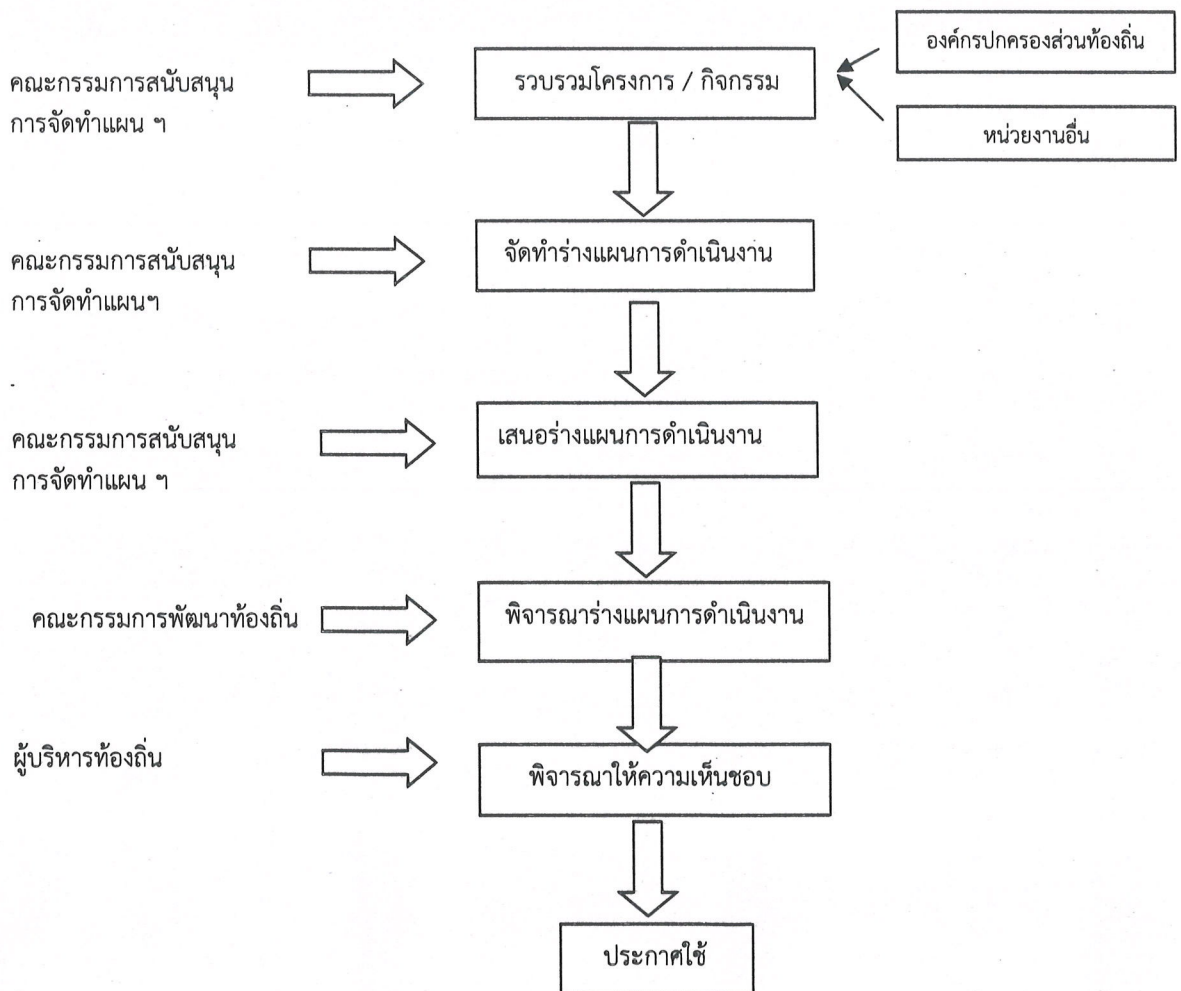 องค์กรปกครองส่วนท้องถิ่น
คณะกรรมการสนับสนุน
การจัดทำแผน ฯ
รวบรวมโครงการ / กิจกรรม
หน่วยงานอื่น
คณะกรรมการสนับสนุน
การจัดทำแผนฯ
จัดทำร่างแผนการดำเนินงาน
คณะกรรมการสนับสนุน
การจัดทำแผน ฯ
เสนอร่างแผนการดำเนินงาน
คณะกรรมการพัฒนาท้องถิ่น
พิจารณาร่างแผนการดำเนินงาน
ผู้บริหารท้องถิ่น
พิจารณาให้ความเห็นชอบ
ประกาศใช้